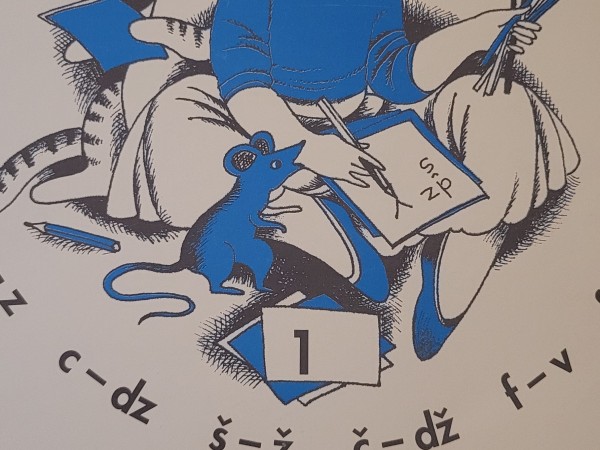 1
c – dz
š – ž
č – dž
f – v